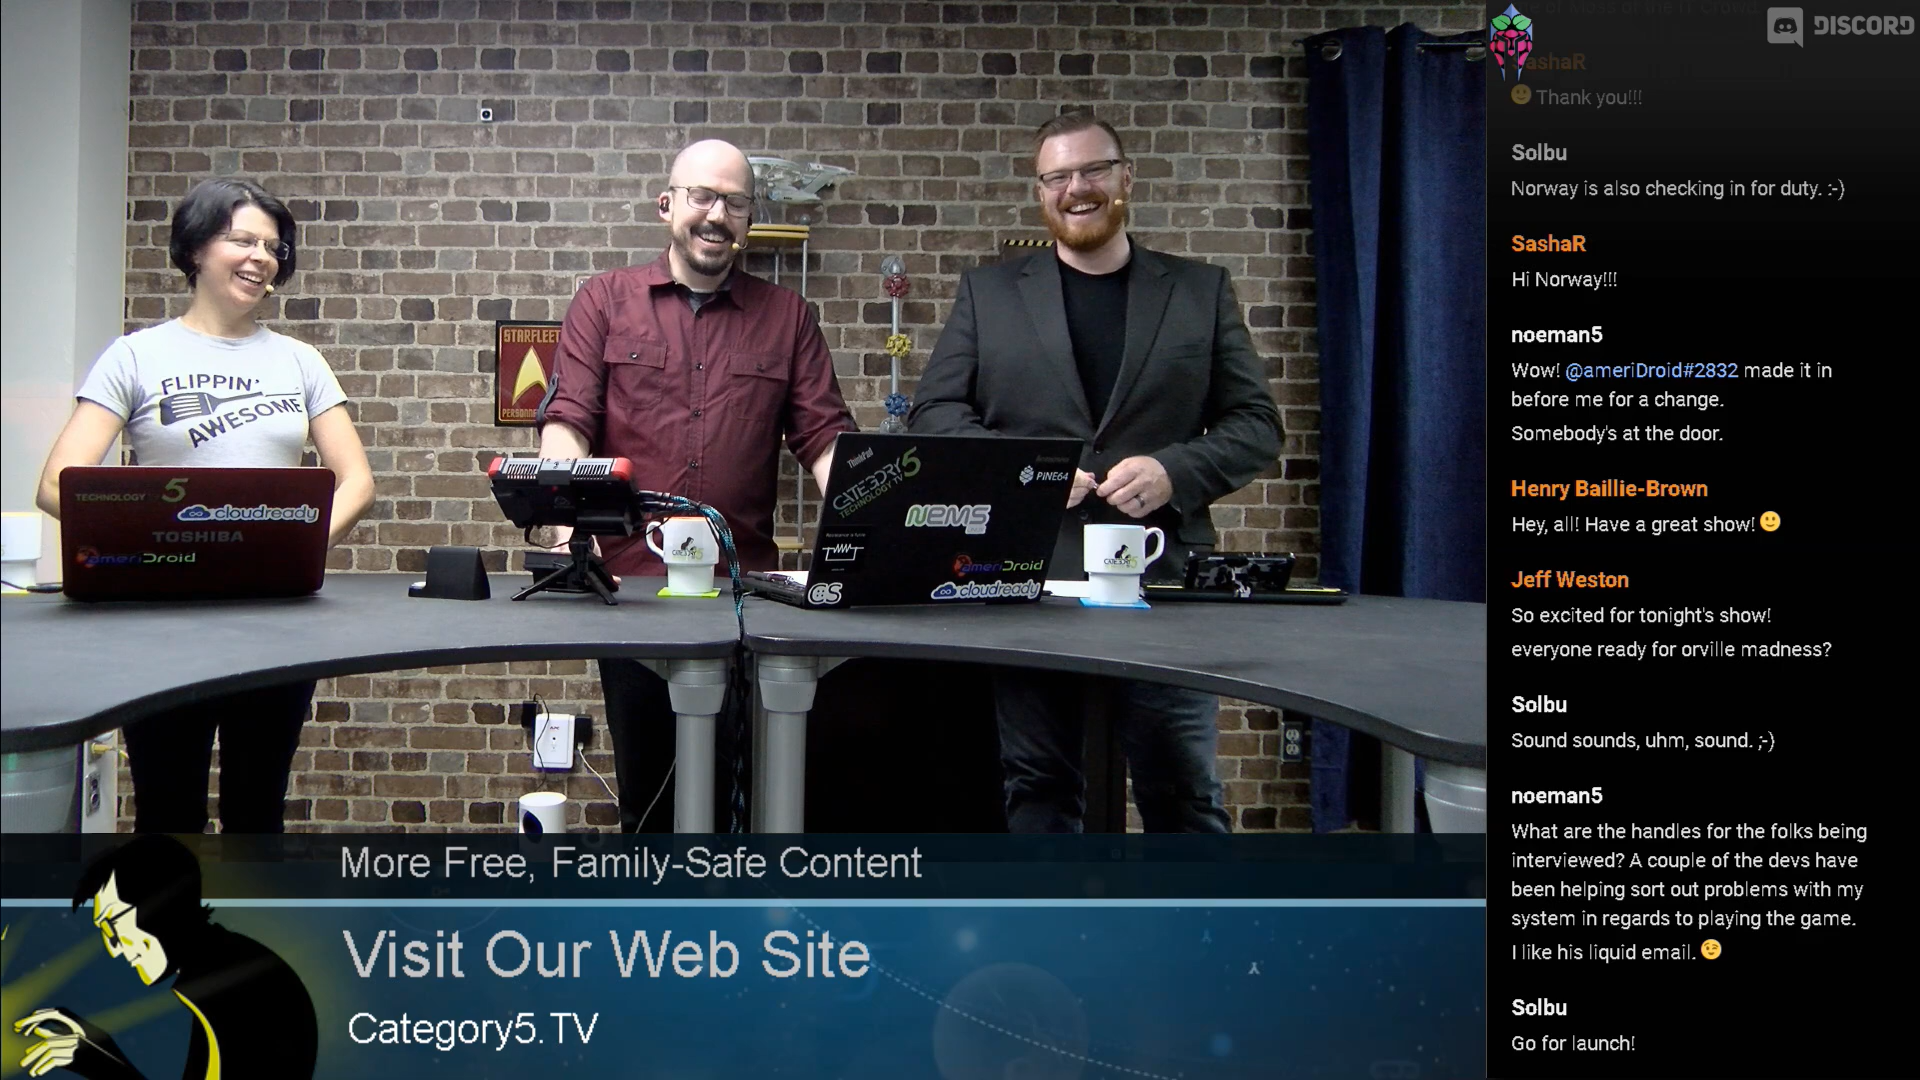 FLIPPIN'
AWESOME
TECHNOLOGY 5
cloudready
TOSHIBA
ameriDroid
STARFLEET
ThinkPad
CATEGORY 5
TECHNOLOGY TV
PINE64
NEMS
ameriDroid
CS
cloudready
More Free, Family-Safe Content
Visit Our Web Site
Category5.TV
DISCORD
SashaR
🙂 Thank you!!!
Solbu
Norway is also checking in for duty. :-)
SashaR
Hi Norway!!!
noeman5
Wow! @ameriDroid#2832 made it in
before me for a change.
Somebody's at the door.
Henry Baillie-Brown
Hey, all! Have a great show! 🙂
Jeff Weston
So excited for tonight's show!
everyone ready for orville madness?
Solbu
Sound sounds, uhm, sound. ;-)
noeman5
What are the handles for the folks being
interviewed? A couple of the devs have
been helping sort out problems with my
system in regards to playing the game.
I like his liquid email. 😉
Solbu
Go for launch!